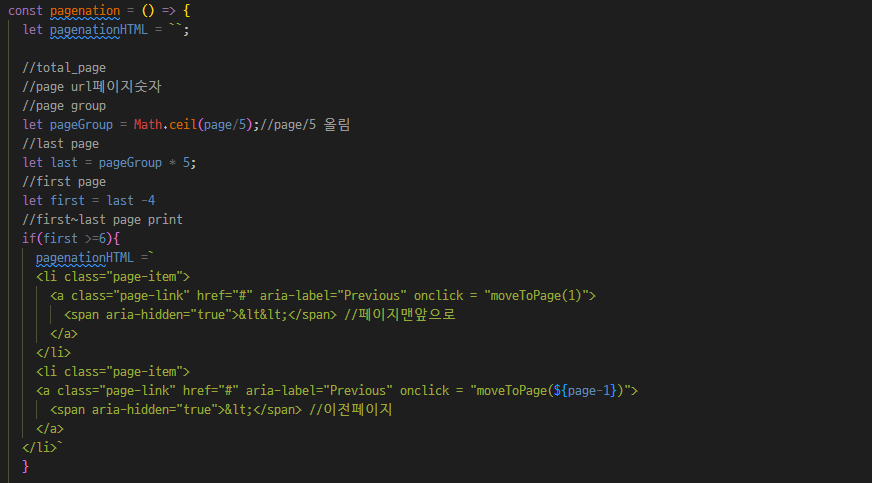 const pagenation = () => {
let pagenationHTML = ``;
//total_page
//page url페이지숫자
//page group
let pageGroup = Math.ceil(page/5);//page/5 올림
//last page
let last = pageGroup * 5;
//first page
let first = last -4
//first~last page print
if(first >=6){
pagenationHTML =`
<li class="page-item">
<a class="page-link" href="#" aria-label="Previous" onclick = "moveToPage(1)">
<span aria-hidden="true">&lt&lt;</span> //페이지맨앞으로
</a>
</li>
<li class="page-item">
<a class="page-link" href="#" aria-label="Previous" onclick = "moveToPage(${page-1})">
<span aria-hidden="true">&lt;</span> //이전페이지
</a>
</li>`
}